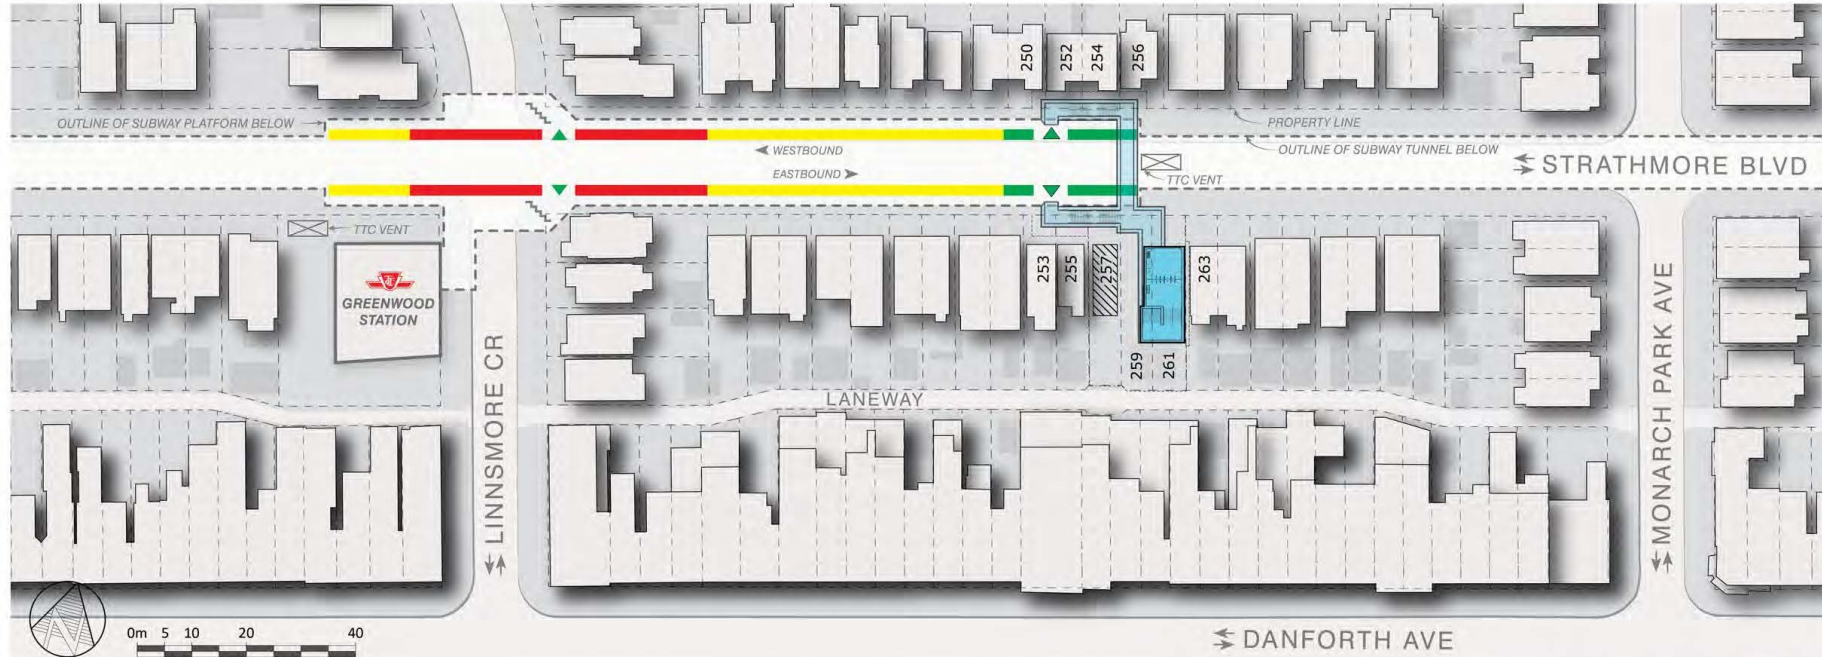 250
252
254
256
OUTLINE OF SUBWAY PLATFORM BELOW
PROPERTY LINE
WESTBOUND
OUTLINE OF SUBWAY TUNNEL BELOW
STRATHMORE BLVD
EASTBOUND
TTC VENT
TTC VENT
253
255
257
263
GREENWOOD
STATION
259
261
LINNSMORE CR
MONARCH PARK AVE
LANEWAY
N
0m 5 10 20 40
DANFORTH AVE